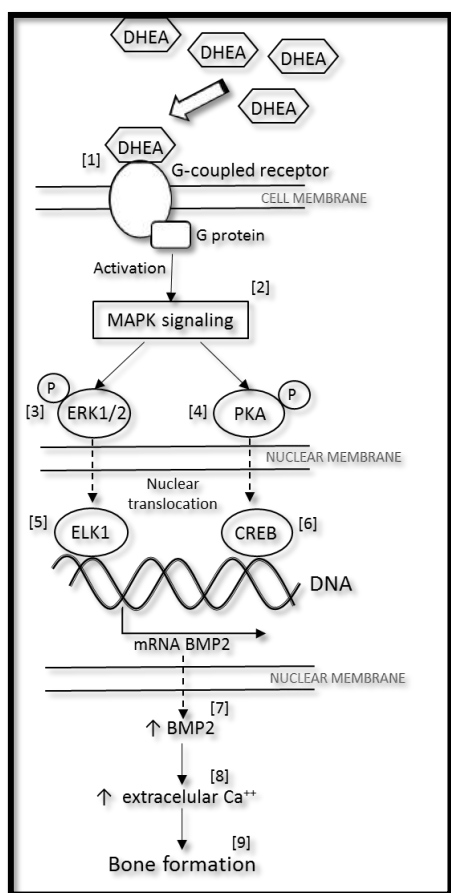 DHEA
DHEA
DHEA
DHEA
[1]
DHEA
G-coupled receptor
CELL MEMBRANE
G protein
Activation
[2]
MAPK signaling
P
P
[3]
ERK1/2
[4]
PKA
NUCLEAR MEMBRANE
Nuclear
translocation
[5]
ELK1
CREB
[6]
DNA
mRNA BMP2
NUCLEAR MEMBRANE
[7]
↑ BMP2
[8]
↑ extracelular Ca⁺⁺
[9]
Bone formation